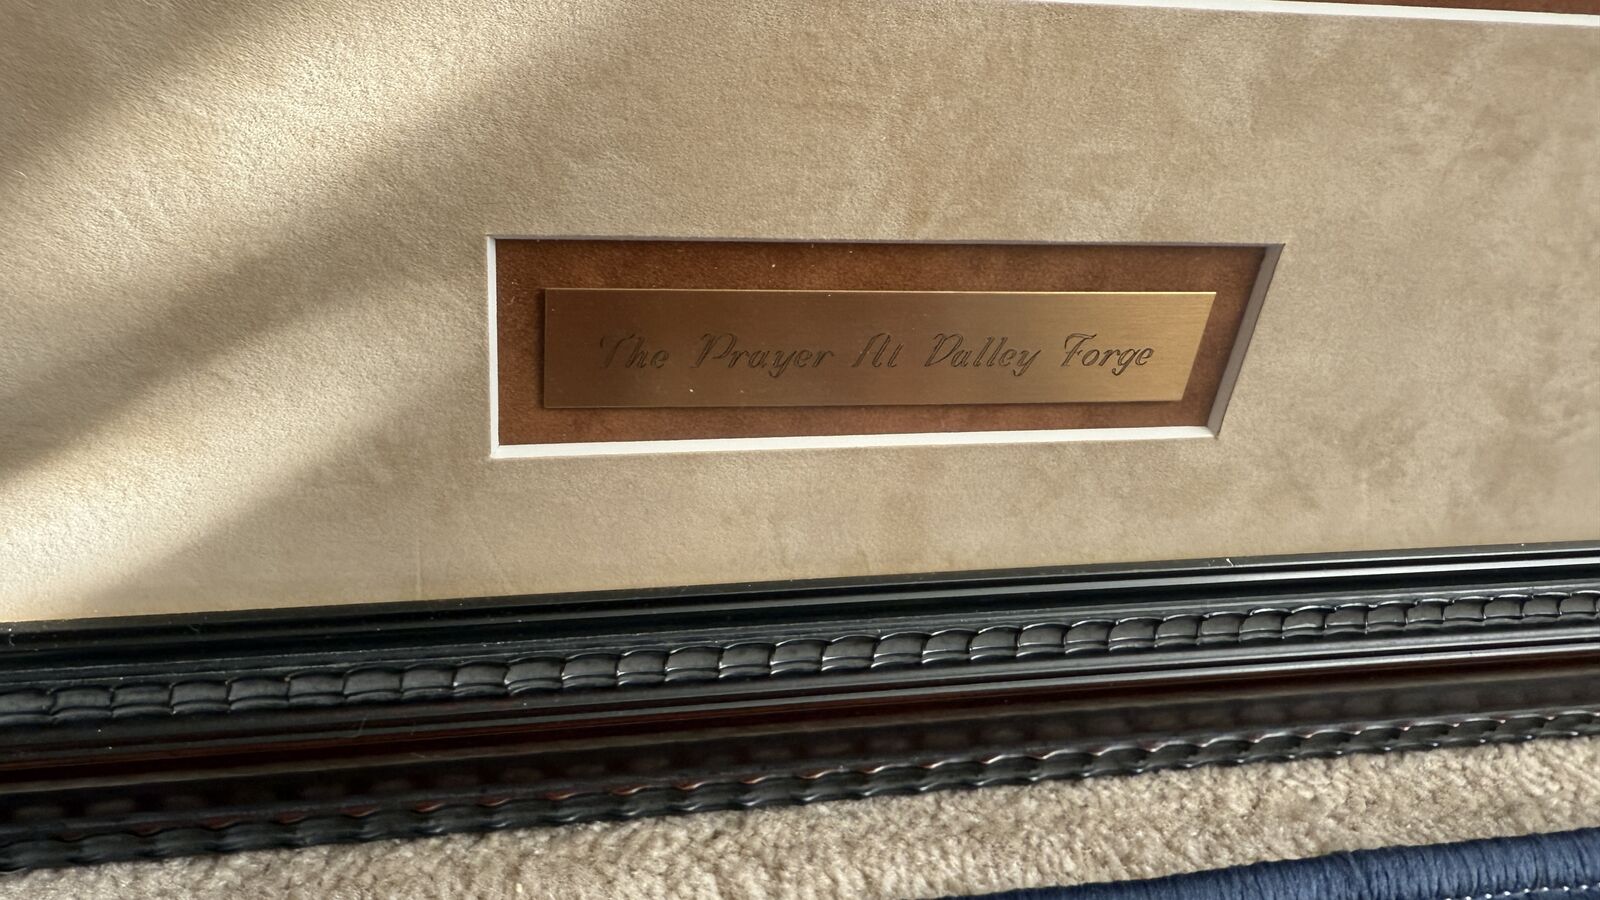 The Prayer At Valley Forge